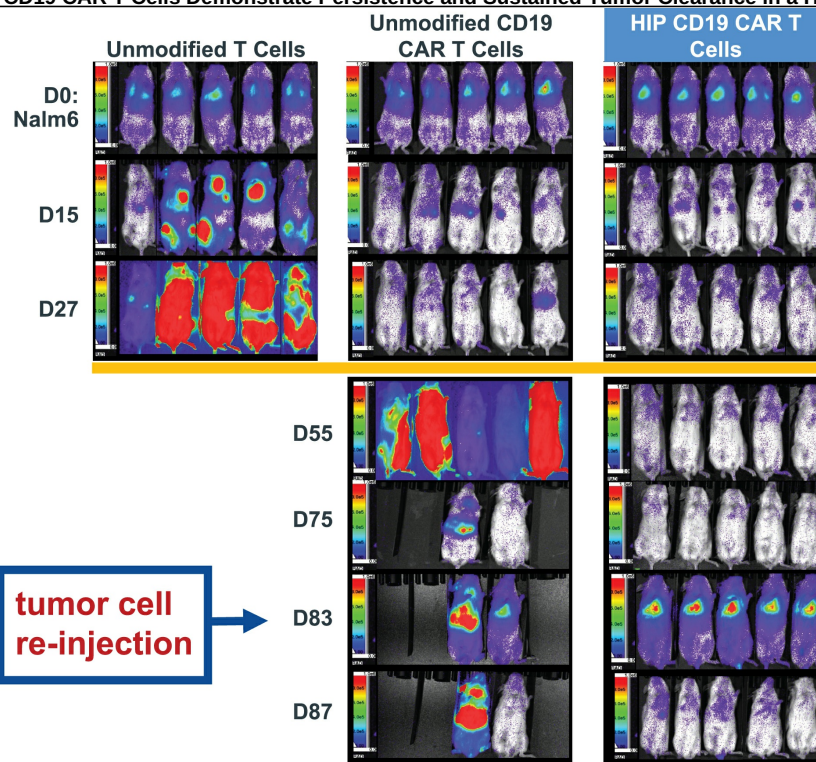 CD19 CAR T Cells Demonstrate Persistence and Sustained Tumor Clearance in a
Unmodified T Cells
Unmodified CD19
CAR T Cells
HIP CD19 CAR T
Cells
D0:
Nalm6
D15
D27
D55
D75
tumor cell
re-injection
D83
D87